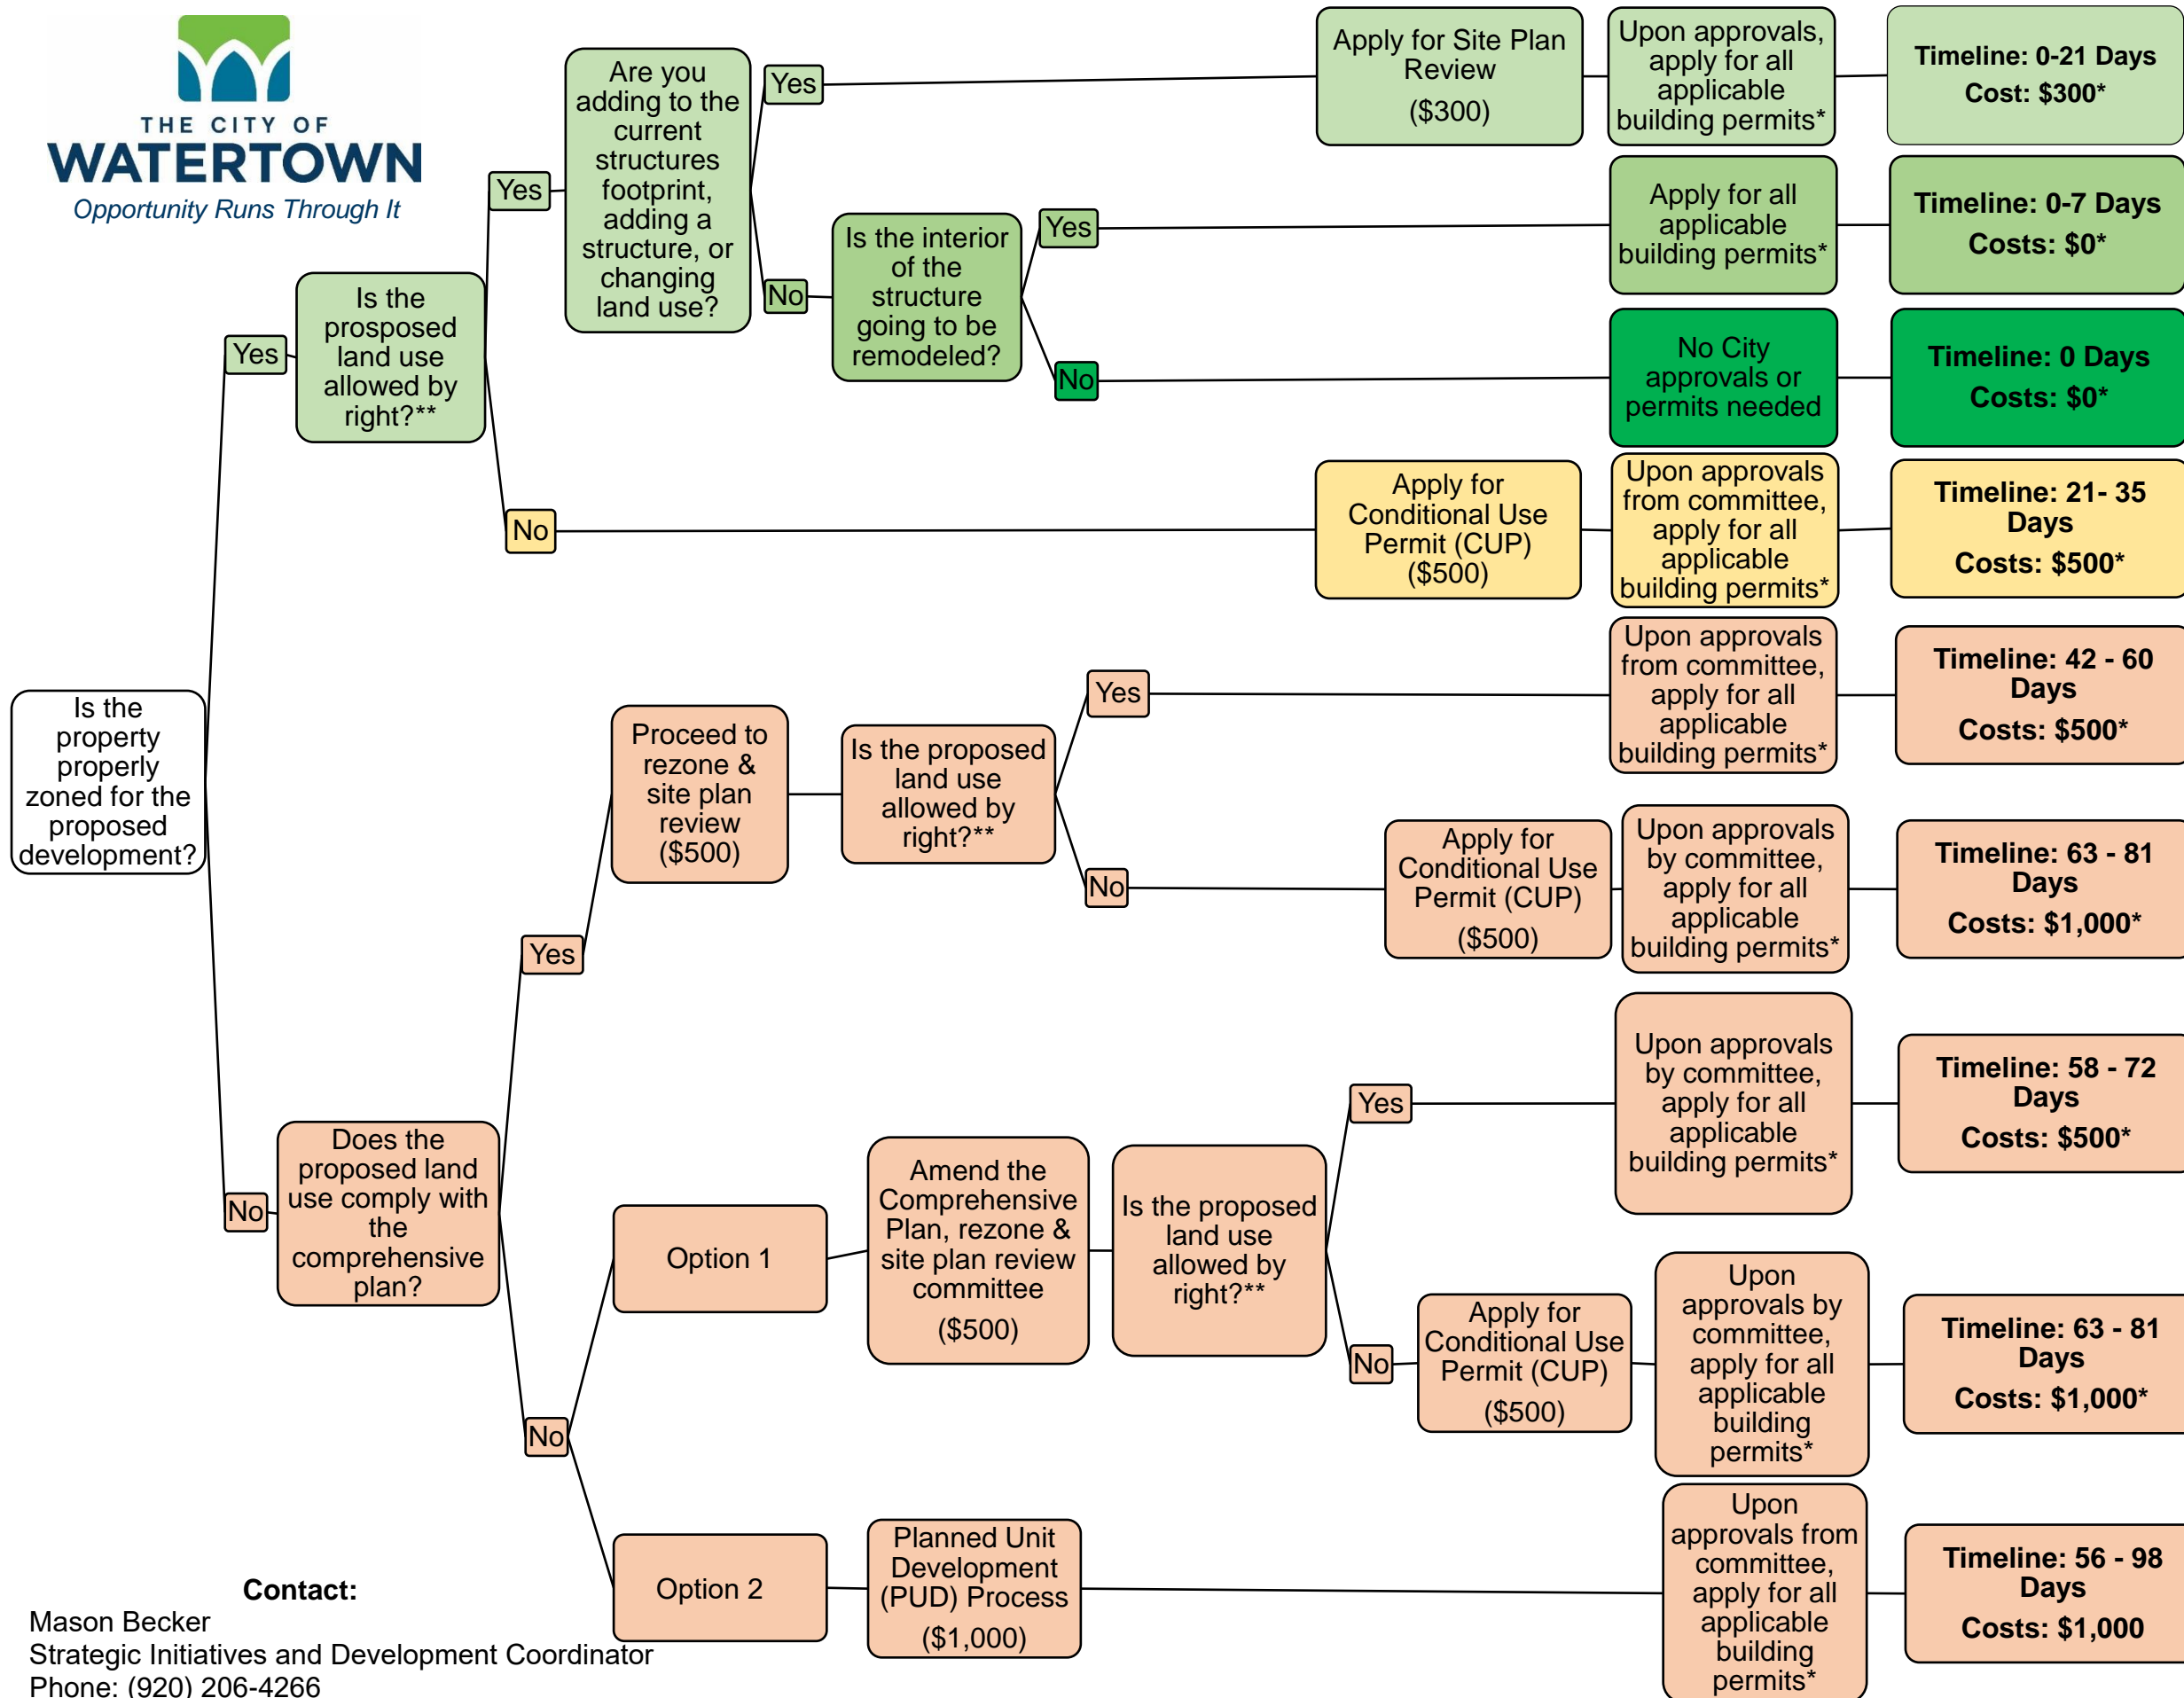 THE CITY OF
WATERTOWN
Opportunity Runs Through It
Is the
property
properly
zoned for the
proposed
development?
Yes
Is the
prosposed
land use
allowed by
right?**
Yes
Are you
adding to the
current
structures
footprint,
adding a
structure, or
changing
land use?
Yes
Apply for Site Plan
Review
($300)
Upon approvals,
apply for all
applicable
building permits*
Timeline: 0-21 Days
Cost: $300*
No
Is the interior
of the
structure
going to be
remodeled?
Yes
Apply for all
applicable
building permits*
Timeline: 0-7 Days
Costs: $0*
No
No City
approvals or
permits needed
Timeline: 0 Days
Costs: $0*
No
Apply for
Conditional Use
Permit (CUP)
($500)
Upon approvals
from committee,
apply for all
applicable
building permits*
Timeline: 21- 35
Days
Costs: $500*
No
Does the
proposed land
use comply with
the
comprehensive
plan?
Yes
Proceed to
rezone &
site plan
review
($500)
Is the proposed
land use
allowed by
right?**
Yes
Upon approvals
from committee,
apply for all
applicable
building permits*
Timeline: 42 - 60
Days
Costs: $500*
No
Apply for
Conditional Use
Permit (CUP)
($500)
Upon approvals
by committee,
apply for all
applicable
building permits*
Timeline: 63 - 81
Days
Costs: $1,000*
No
Option 1
Amend the
Comprehensive
Plan, rezone &
site plan review
committee
($500)
Is the proposed
land use
allowed by
right?**
Yes
Upon approvals
by committee,
apply for all
applicable
building permits*
Timeline: 58 - 72
Days
Costs: $500*
No
Apply for
Conditional Use
Permit (CUP)
($500)
Upon
approvals by
committee,
apply for all
applicable
building
permits*
Timeline: 63 - 81
Days
Costs: $1,000*
Option 2
Planned Unit
Development
(PUD) Process
($1,000)
Upon
approvals from
committee,
apply for all
applicable
building
permits*
Timeline: 56 - 98
Days
Costs: $1,000
Contact:
Mason Becker
Strategic Initiatives and Development Coordinator
Phone: (920) 206-4266